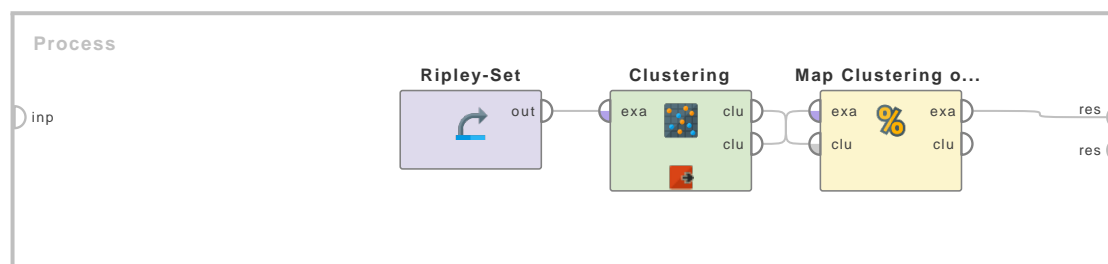 Process
Ripley-Set
Clustering
Map Clustering o...
inp
out
exa
clu
clu
exa
clu
exa
clu
res
res